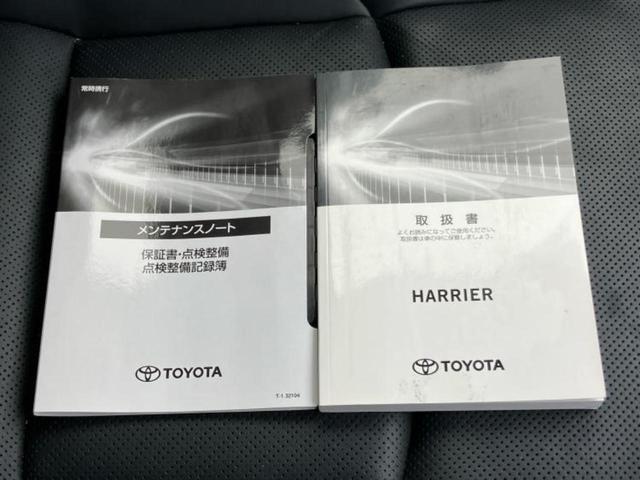 常時携行
メンテナンスノート
保証書・点検整備
点検整備記録簿
TOYOTA
T-1.32104
取扱書
よくお読みになってご使用ください。
取扱書は車の中に保管しましょう。
HARRIER
TOYOTA